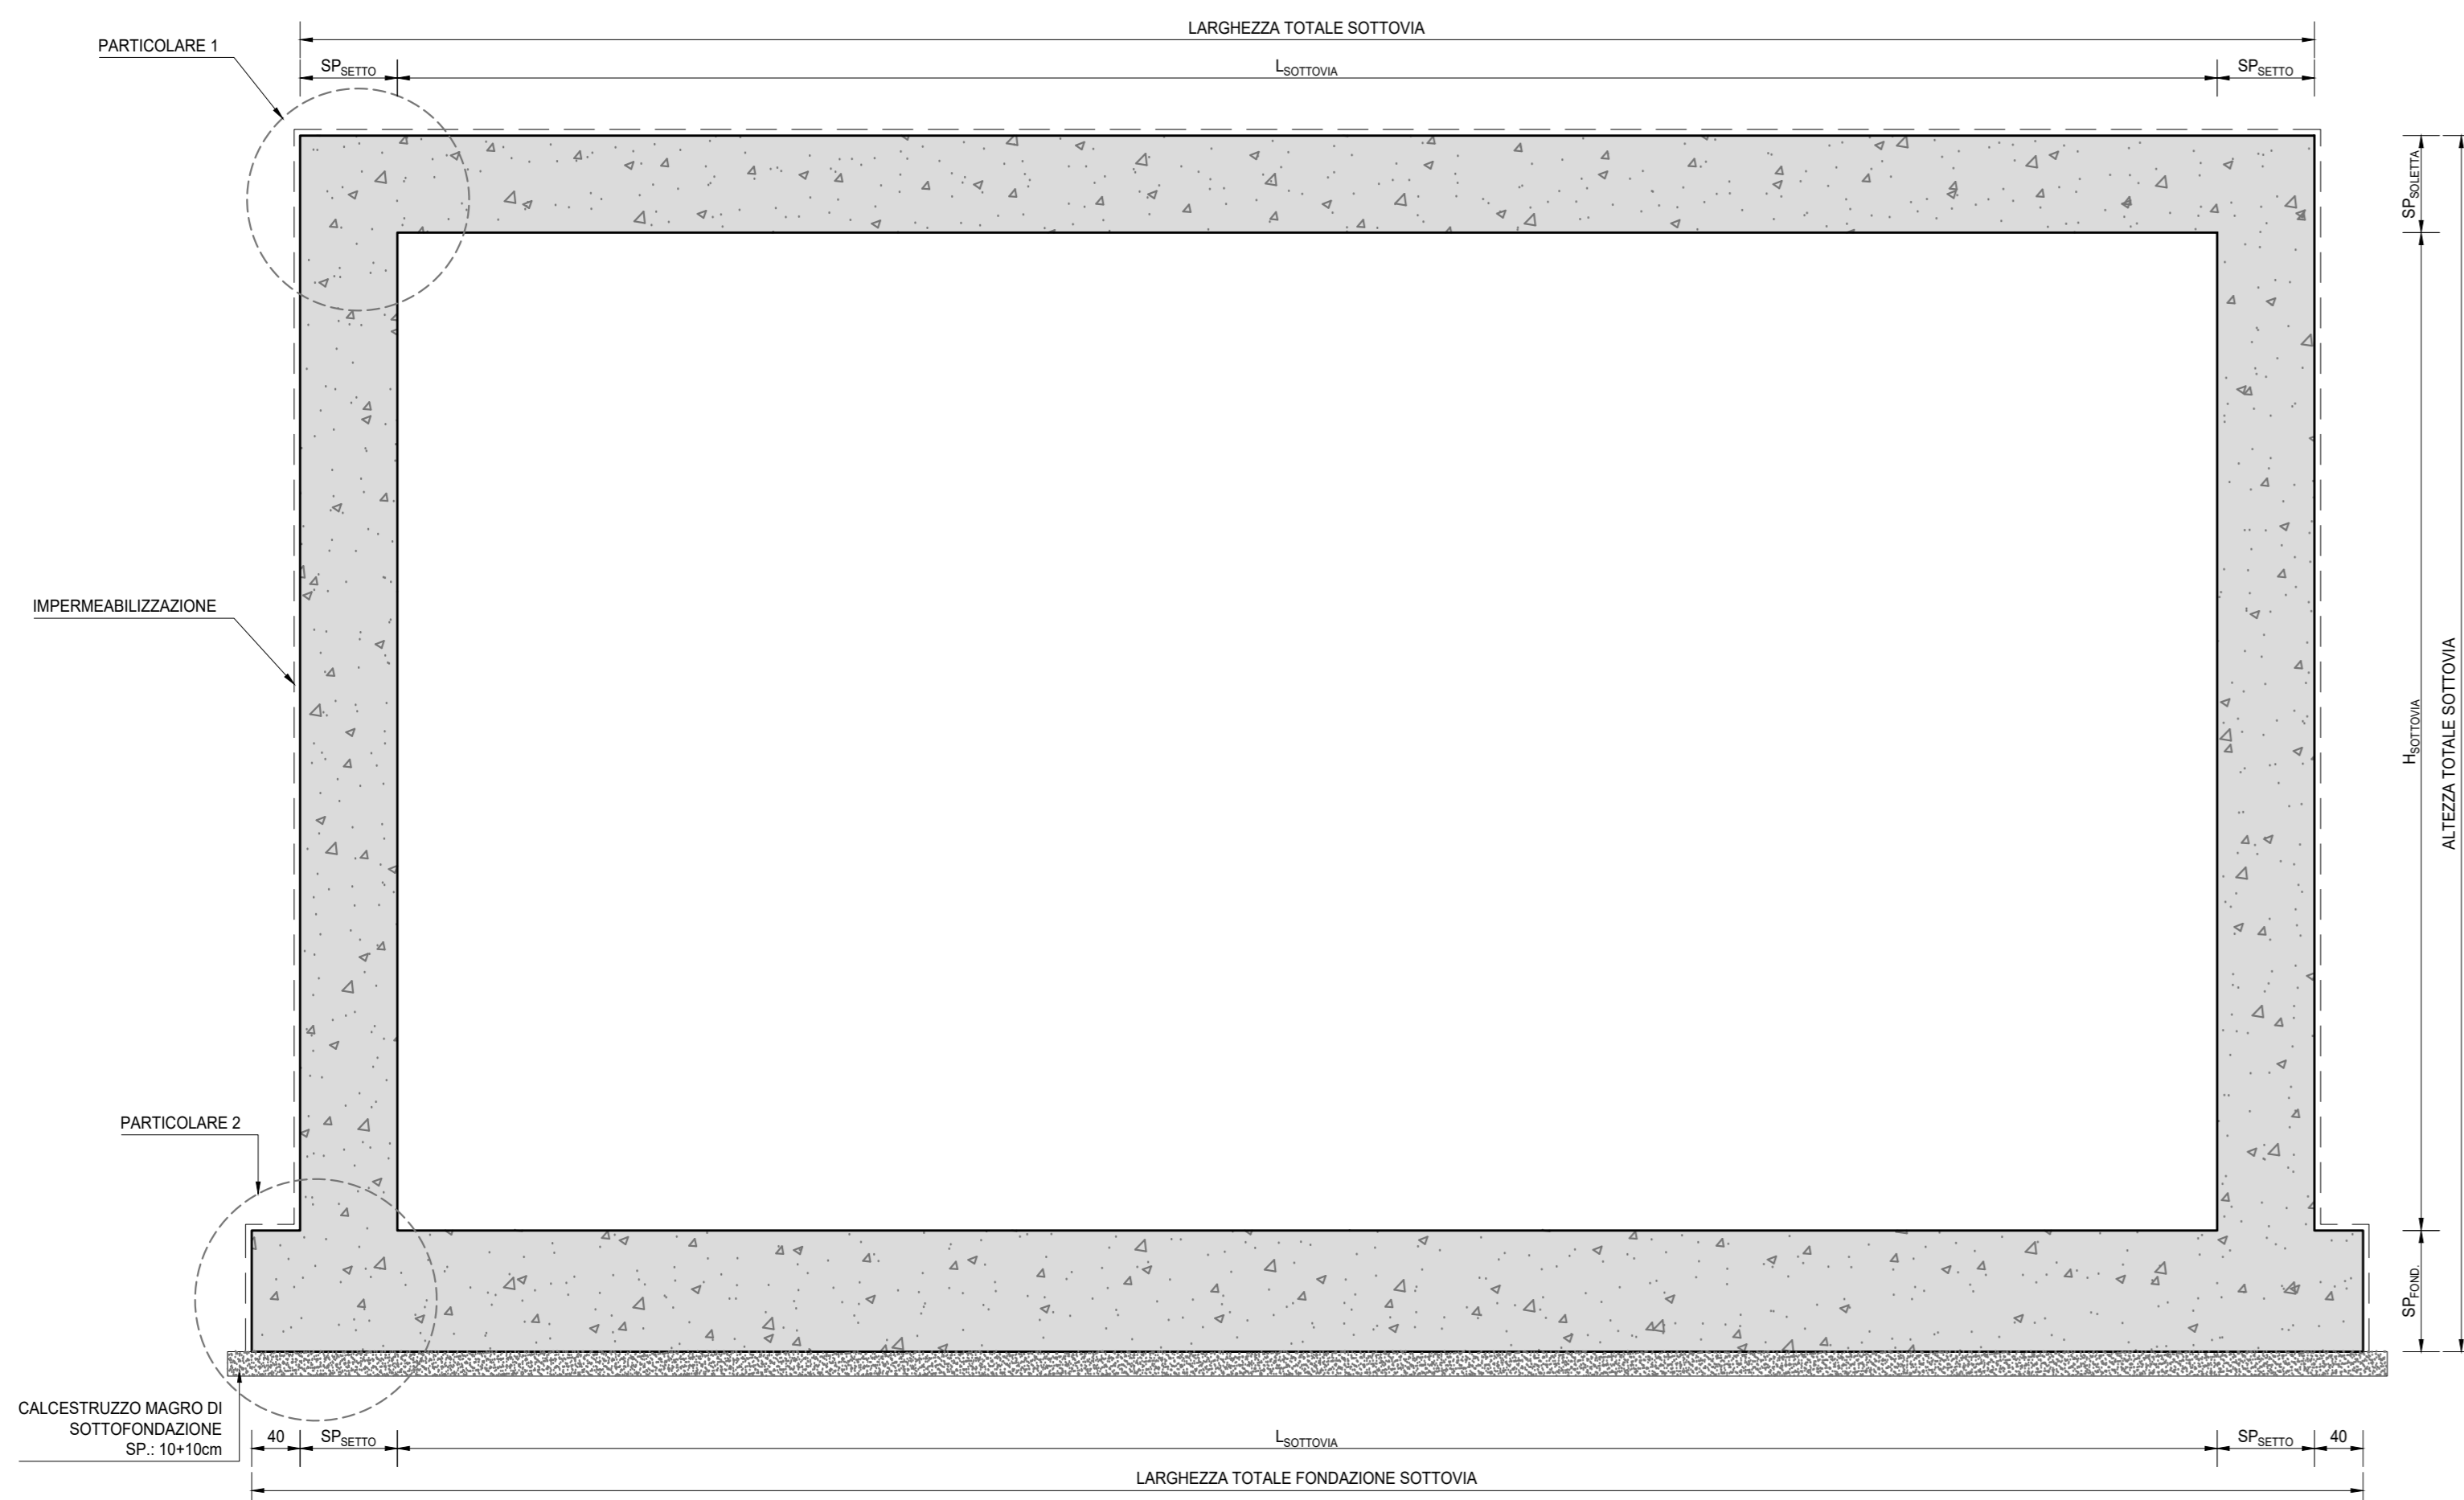 LARGHEZZA TOTALE SOTTOVIA
PARTICOLARE 1
SPSETTO
LSOTTOVIA
SPSETTO
SPSOLETTA
IMPERMEABILIZZAZIONE
HSOTTOVIA
ALTEZZA TOTALE SOTTOVIA
PARTICOLARE 2
SPFOND.
CALCESTRUZZO MAGRO DI
SOTTOFONDAZIONE
SP.: 10+10cm
40
SPSETTO
LSOTTOVIA
SPSETTO
40
LARGHEZZA TOTALE FONDAZIONE SOTTOVIA